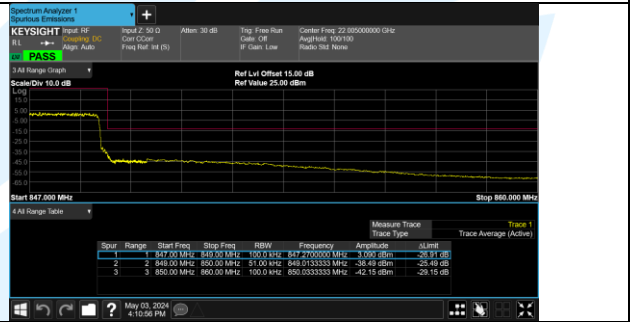 Spectrum Analyzer 1
Spurious Emissions
+
KEYSIGHT Input: RF Input Z: 50 Ω Atten: 30 dB Trig: Free Run Center Freq: 22.005000000 GHz
RL Coupling: DC Corr CCorr Gate: Off Avg|Hold: 100/100
Align: Auto Freq Ref: Int (S) IF Gain: Low Radio Std: None
PASS
3 All Range Graph
Ref Lvl Offset 15.00 dB
Scale/Div 10.0 dB Ref Value 25.00 dBm
Log
15.0
5.00
-5.00
-15.0
-25.0
-35.0
-45.0
-55.0
-65.0
Start 847.000 MHz Stop 860.000 MHz
4 All Range Table
Measure Trace Trace 1
Trace Type Trace Average (Active)
Spur Range Start Freq Stop Freq RBW Frequency Amplitude ΔLimit
1 1 847.00 MHz 849.00 MHz 100.0 kHz 847.2700000 MHz 3.090 dBm -26.91 dB
2 2 849.00 MHz 850.00 MHz 51.00 kHz 849.0133333 MHz -38.49 dBm -25.49 dB
3 3 850.00 MHz 860.00 MHz 100.0 kHz 850.0333333 MHz -42.15 dBm -29.15 dB
?
May 03, 2024
4:10:56 PM